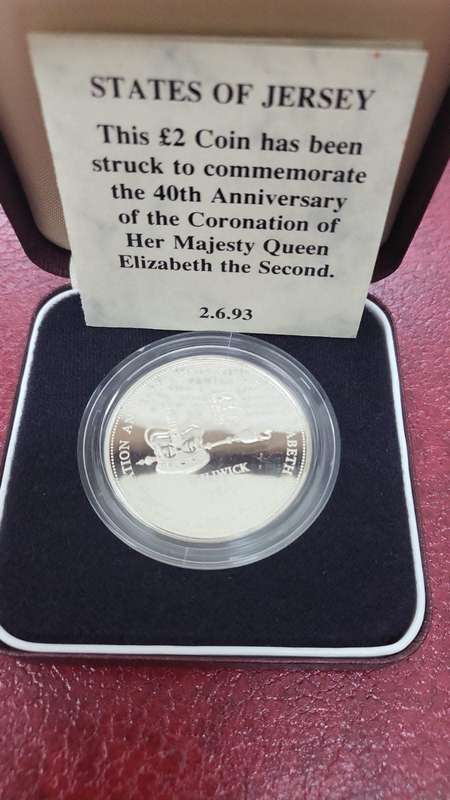 STATES OF JERSEY
This £2 Coin has been
struck to commemorate
the 40th Anniversary
of the Coronation of
Her Majesty Queen
Elizabeth the Second.
2.6.93